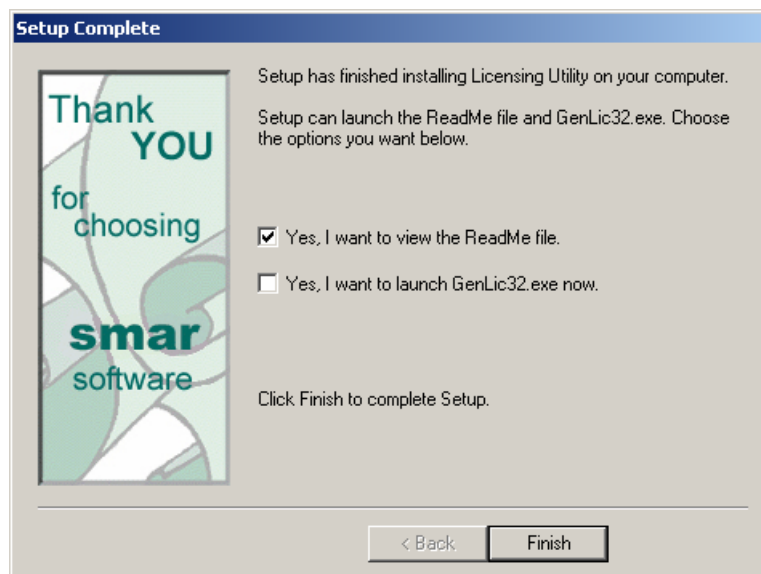 Setup Complete
Thank
YOU
for
choosing
smar
software
Setup has finished installing Licensing Utility on your computer.
Setup can launch the ReadMe file and GenLic32.exe. Choose
the options you want below.
Yes, I want to view the ReadMe file.
Yes, I want to launch GenLic32.exe now.
Click Finish to complete Setup.
< Back
Finish